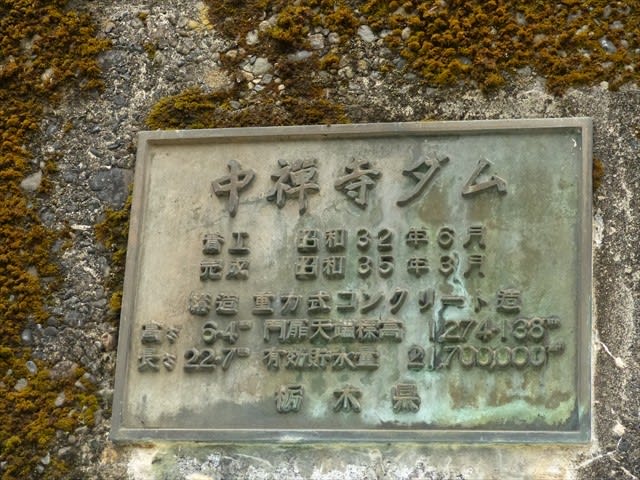 中禅寺ダム
着工 昭和32年6月
完成 昭和35年3月
構造 重力式コンクリート造
高さ 6.4m 門扉天端標高 1,274.138m
長さ 22.7m 有効貯水量 21,700,000m³
栃木県